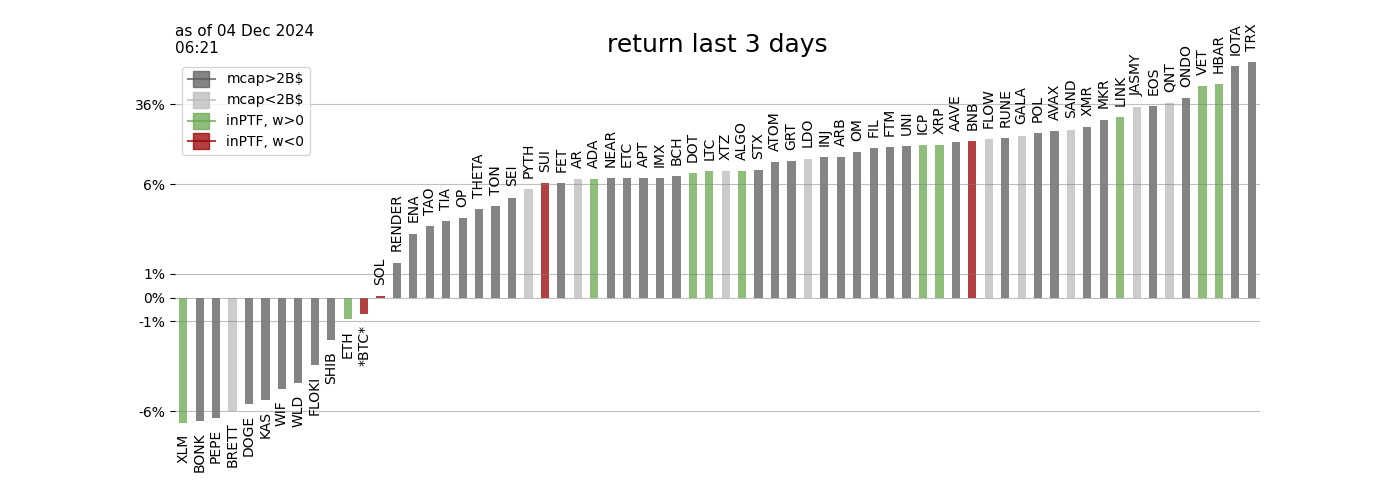 as of 04 Dec 2024
06:21
return last 3 days
mcap>2B$
mcap<2B$
inPTF, w>0
inPTF, w<0
36%
6%
1%
0%
-1%
-6%
XLM
BONK
PEPE
BRETT
DOGE
KAS
WIF
WLD
FLOKI
SHIB
ETH
*BTC*
SOL
RENDER
ENA
TAO
TIA
OP
THETA
TON
SEI
PYTH
SUI
FET
AR
ADA
NEAR
ETC
APT
IMX
BCH
DOT
LTC
XTZ
ALGO
STX
ATOM
GRT
LDO
INJ
ARB
OM
FIL
FTM
UNI
ICP
XRP
AAVE
BNB
FLOW
RUNE
GALA
POL
AVAX
SAND
XMR
MKR
LINK
JASMY
EOS
QNT
ONDO
VET
HBAR
IOTA
TRX